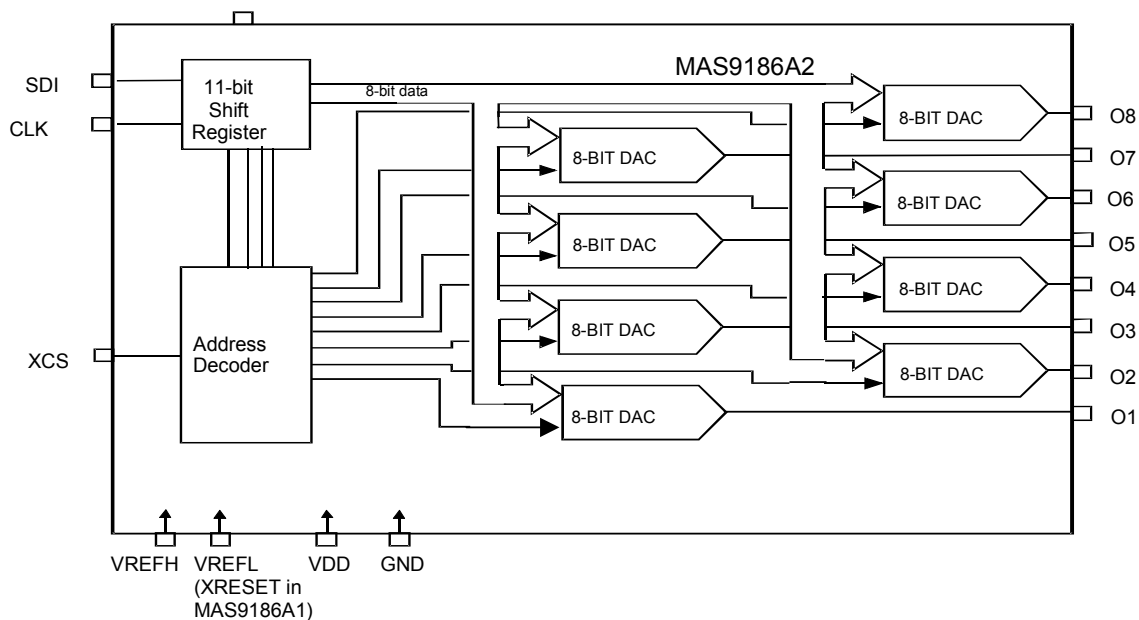 MAS9186A2
SDI
CLK
11-bit
Shift
Register
8-bit data
8-BIT DAC
O8
8-BIT DAC
O7
8-BIT DAC
O6
8-BIT DAC
O5
8-BIT DAC
O4
8-BIT DAC
O3
XCS
Address
Decoder
8-BIT DAC
O2
8-BIT DAC
O1
VREFH
VREFL
(XRESET in
MAS9186A1)
VDD
GND